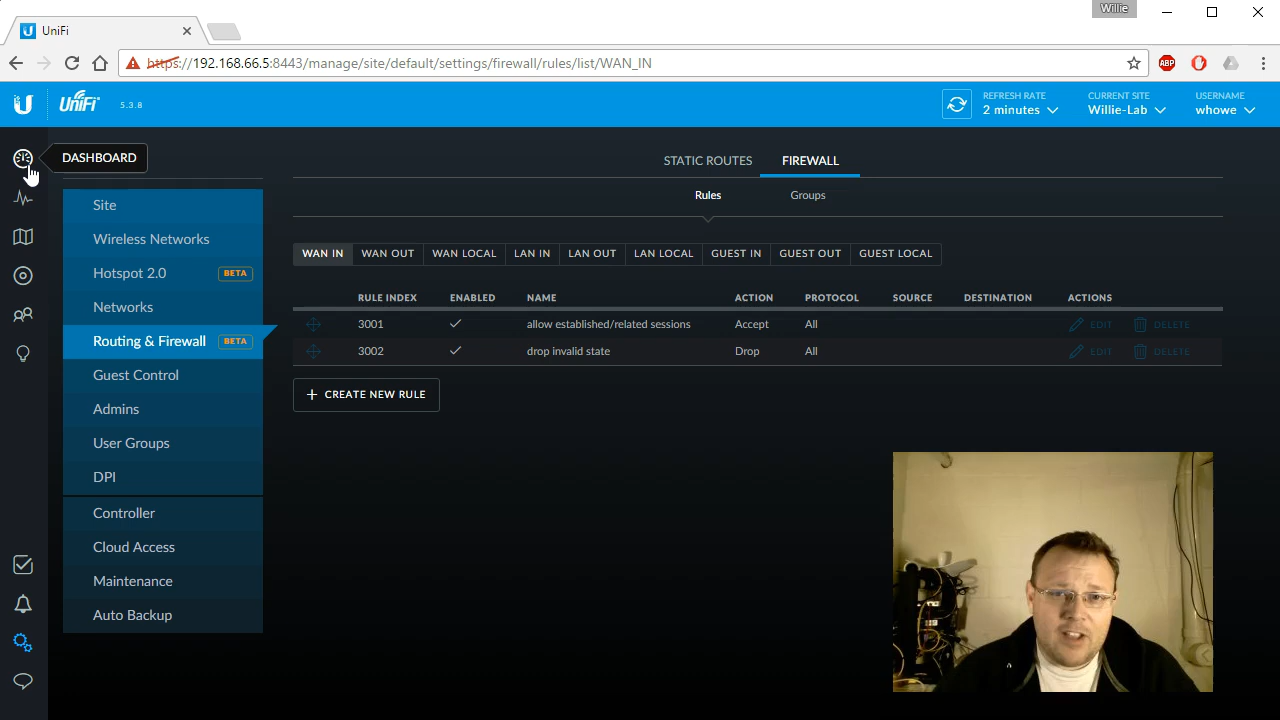 Willie
UniFi
https://192.168.66.5:8443/manage/site/default/settings/firewall/rules/list/WAN_IN
ABP
U UniFi 5.3.8
REFRESH RATE
2 minutes
CURRENT SITE
Willie-Lab
USERNAME
whowe
DASHBOARD
Site
Wireless Networks
Hotspot 2.0 BETA
Networks
Routing & Firewall BETA
Guest Control
Admins
User Groups
DPI
Controller
Cloud Access
Maintenance
Auto Backup
STATIC ROUTES FIREWALL
Rules Groups
WAN IN WAN OUT WAN LOCAL LAN IN LAN OUT LAN LOCAL GUEST IN GUEST OUT GUEST LOCAL
RULE INDEX ENABLED NAME ACTION PROTOCOL SOURCE DESTINATION ACTIONS
3001 allow established/related sessions Accept All EDIT DELETE
3002 drop invalid state Drop All EDIT DELETE
+ CREATE NEW RULE